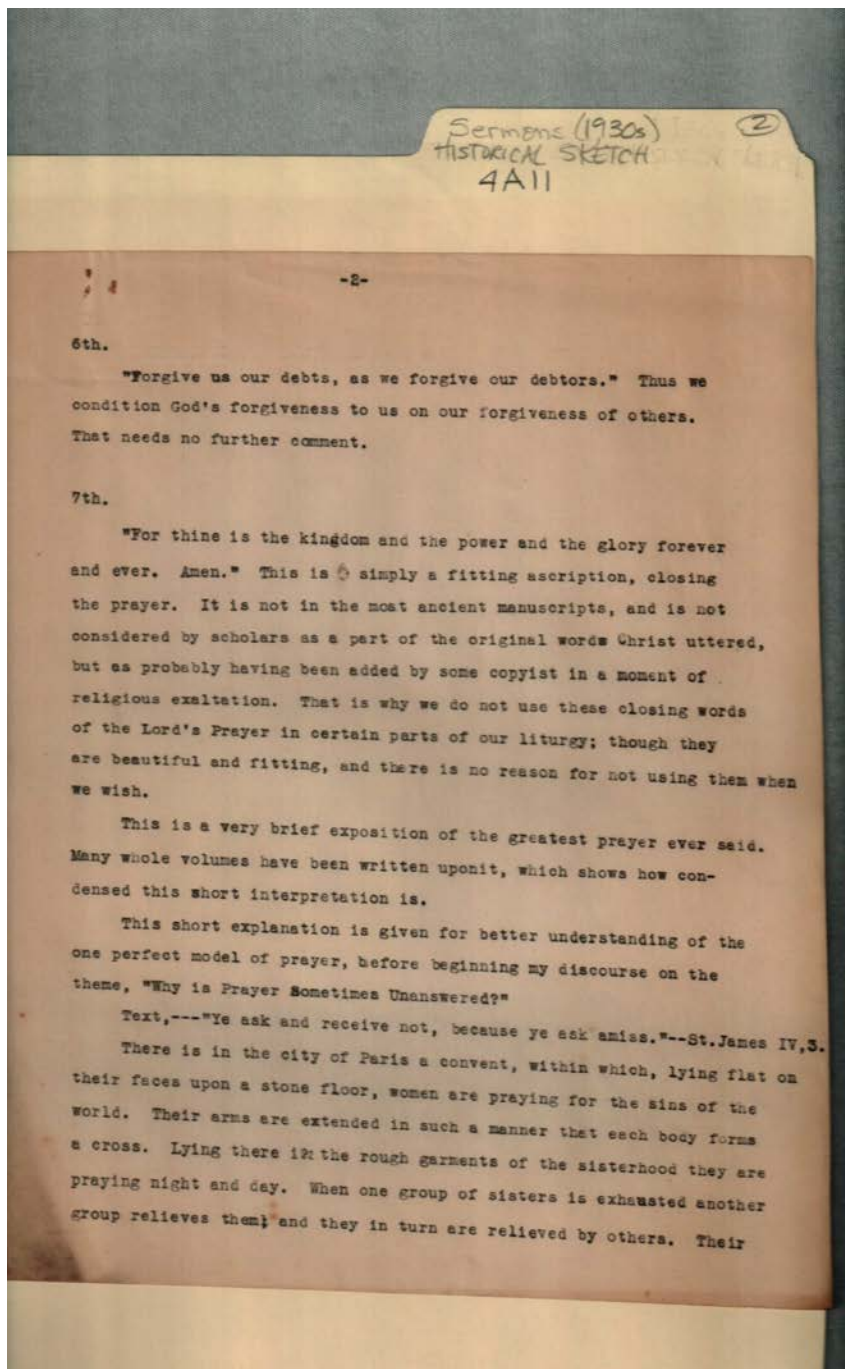 Sermons (1930s) 2
HISTORICAL SKETCH
4A11
-2-
6th.
"Forgive us our debts, as we forgive our debtors." Thus we
condition God's forgiveness to us on our forgiveness of others.
That needs no further comment.
7th.
"For thine is the kingdom and the power and the glory forever
and ever. Amen." This is simply a fitting ascription, closing
the prayer. It is not in the most ancient manuscripts, and is not
considered by scholars as a part of the original words Christ uttered,
but as probably having been added by some copyist in a moment of
religious exaltation. That is why we do not use these closing words
of the Lord's Prayer in certain parts of our liturgy; though they
are beautiful and fitting, and there is no reason for not using them when
we wish.
This is a very brief exposition of the greatest prayer ever said.
Many whole volumes have been written uponit, which shows how con-
densed this short interpretation is.
This short explanation is given for better understanding of the
one perfect model of prayer, before beginning my discourse on the
theme, "Why is Prayer Sometimes Unanswered?"
Text,---"Ye ask and receive not, because ye ask amiss."--St.James IV,3.
There is in the city of Paris a convent, within which, lying flat on
their faces upon a stone floor, women are praying for the sins of the
world. Their arms are extended in such a manner that each body forms
a cross. Lying there in the rough garments of the sisterhood they are
praying night and day. When one group of sisters is exhausted another
group relieves them; and they in turn are relieved by others. Their